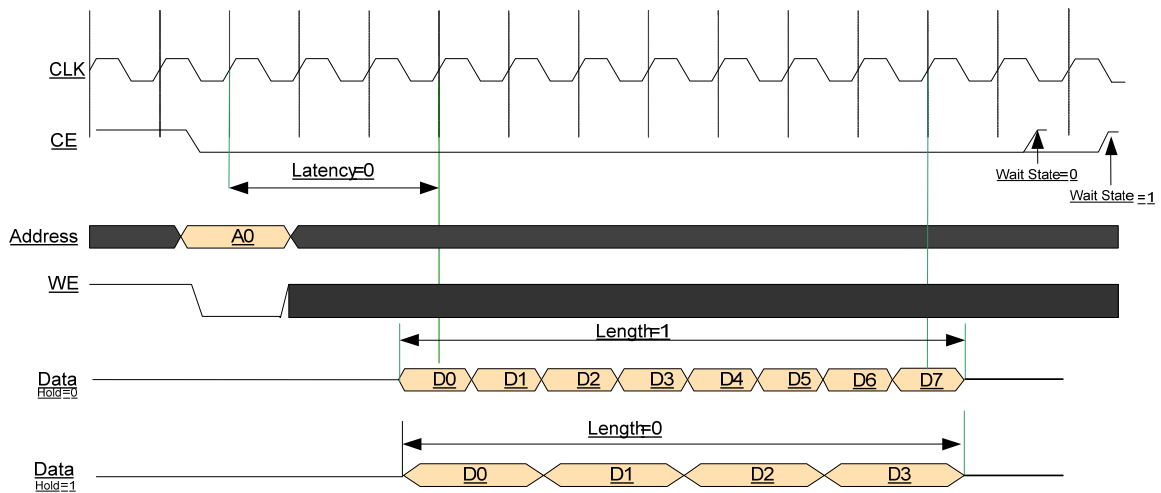 CLK
CE
Latency=0
Wait State=0
Wait State =1
Address
A0
WE
Length=1
Data
Hold=0
D0 D1 D2 D3 D4 D5 D6 D7
Length=0
Data
Hold=1
D0 D1 D2 D3